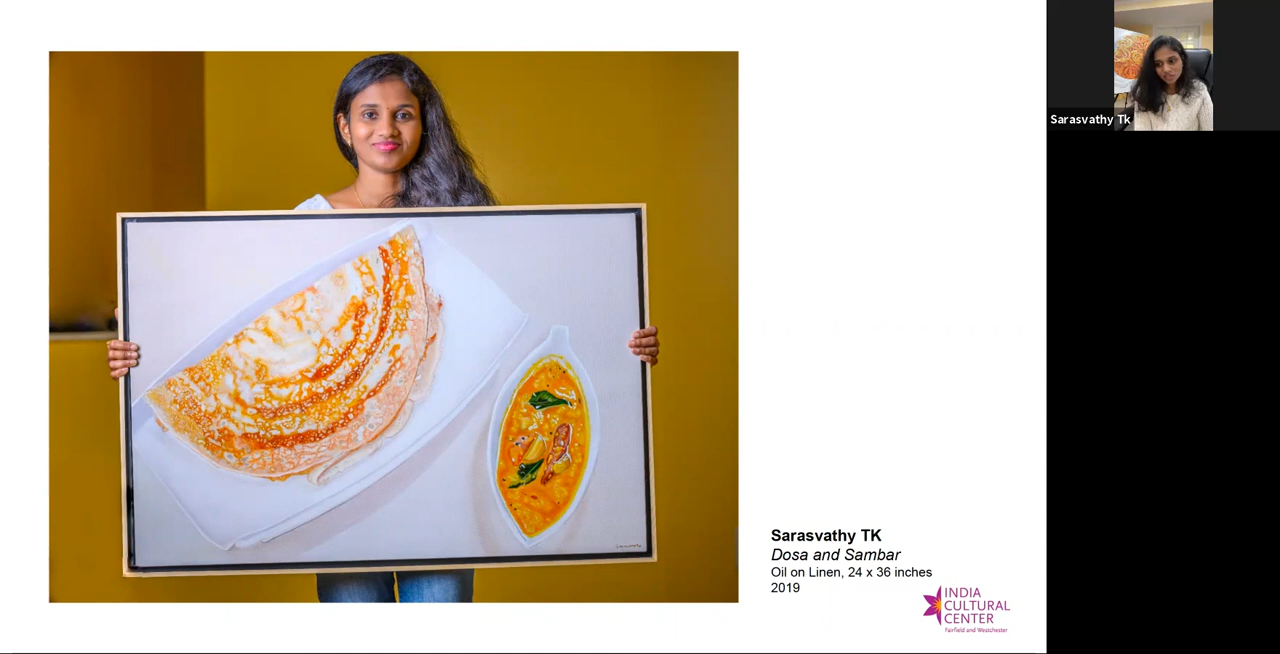 Sarasvathy Tk
Sarasvathy TK
Dosa and Sambar
Oil on Linen, 24 x 36 inches
2019
INDIA
CULTURAL
CENTER
Fairfield and Westchester